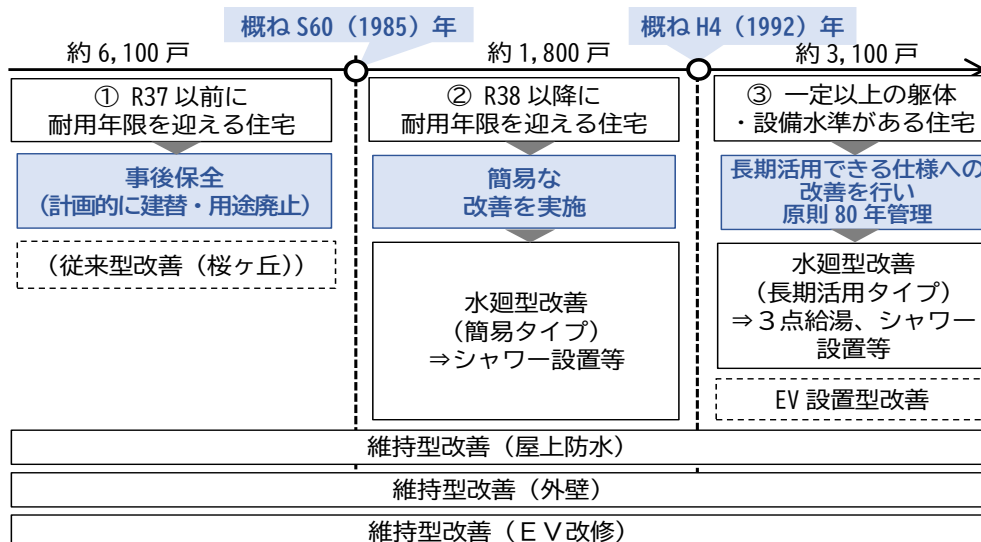 概ね S60（1985）年
概ね H4（1992）年
約 6,100 戸
約 1,800 戸
約 3,100 戸
① R37 以前に
耐用年限を迎える住宅
② R38 以降に
耐用年限を迎える住宅
③ 一定以上の躯体
・設備水準がある住宅
事後保全
（計画的に建替・用途廃止）
簡易な
改善を実施
長期活用できる仕様への
改善を行い
原則 80 年管理
（従来型改善（桜ヶ丘））
水廻型改善
（簡易タイプ）
⇒シャワー設置等
水廻型改善
（長期活用タイプ）
⇒３点給湯、シャワー
設置等
EV 設置型改善
維持型改善（屋上防水）
維持型改善（外壁）
維持型改善（ＥＶ改修）